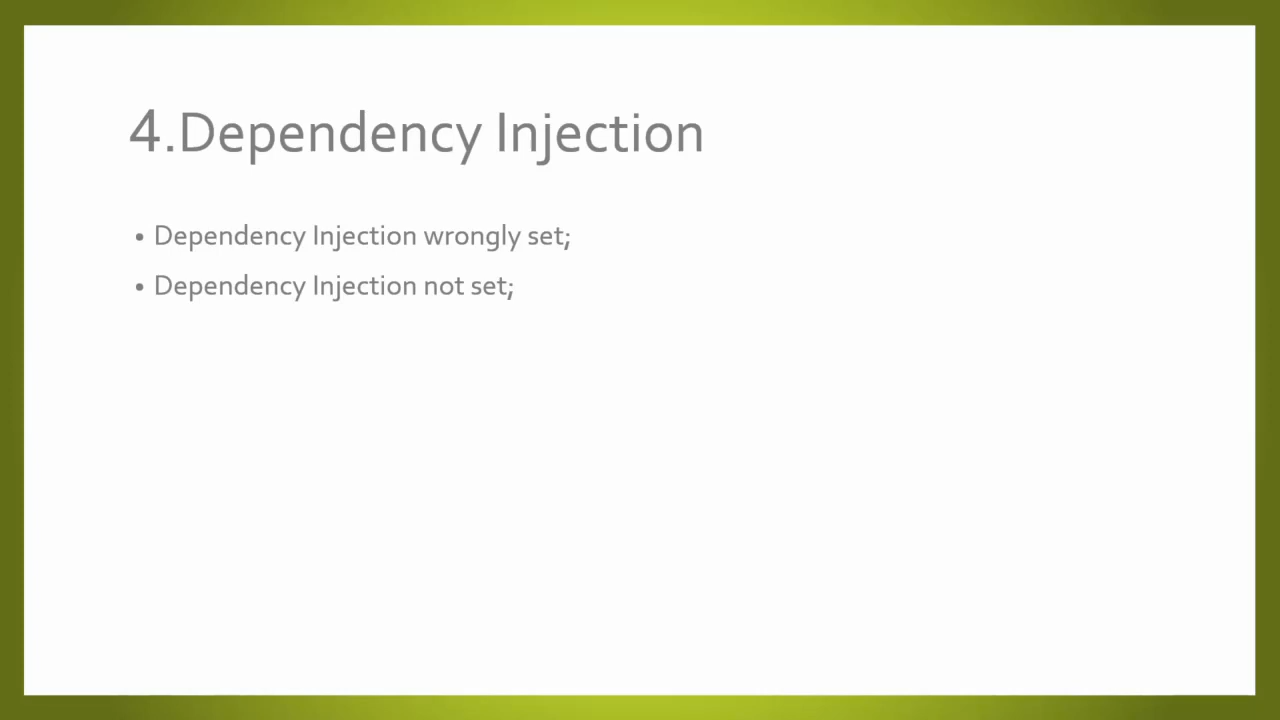 4.Dependency Injection
• Dependency Injection wrongly set;
• Dependency Injection not set;